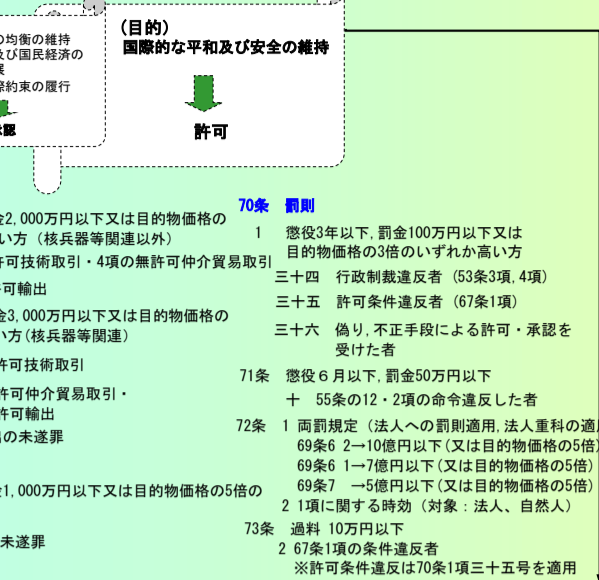 の均衡の維持
及び国民経済の
展
際約束の履行
認
(目的)
国際的な平和及び安全の維持
許可
金2,000万円以下又は目的物価格の
い方 (核兵器等関連以外)
許可技術取引・4項の無許可仲介貿易取引
許可輸出
金3,000万円以下又は目的物価格の
い方(核兵器等関連)
許可技術取引
許可仲介貿易取引・
許可輸出
の未遂罪
金1,000万円以下又は目的物価格の5倍の
未遂罪
70条 罰則
1 懲役3年以下,罰金100万円以下又は
目的物価格の3倍のいずれか高い方
三十四 行政制裁違反者 (53条3項,4項)
三十五 許可条件違反者 (67条1項)
三十六 偽り,不正手段による許可・承認を
受けた者
71条 懲役6月以下,罰金50万円以下
十 55条の12・2項の命令違反した者
72条 1 両罰規定 (法人への罰則適用,法人重科の適
69条6 2→10億円以下(又は目的物価格の5倍)
69条6 1→7億円以下(又は目的物価格の5倍)
69条7 →5億円以下(又は目的物価格の5倍)
2 1項に関する時効 (対象:法人、自然人)
73条 過料 10万円以下
2 67条1項の条件違反者
※許可条件違反は70条1項三十五号を適用